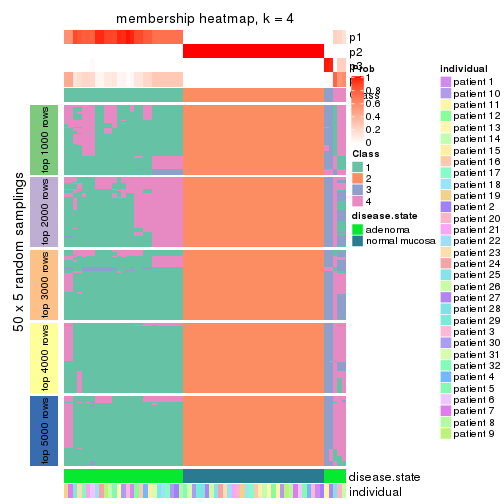 membership heatmap, k = 4
p1
p2
p3
Prob
1
0.8
0.6
0.4
0.2
0
Class
1
2
3
4
disease.state
adenoma
normal mucosa
individual
patient 1
patient 10
patient 11
patient 12
patient 13
patient 14
patient 15
patient 16
patient 17
patient 18
patient 19
patient 2
patient 20
patient 21
patient 22
patient 23
patient 24
patient 25
patient 26
patient 27
patient 28
patient 29
patient 3
patient 30
patient 31
patient 32
patient 4
patient 5
patient 6
patient 7
patient 8
patient 9
50 x 5 random samplings
top 1000 rows
top 2000 rows
top 3000 rows
top 4000 rows
top 5000 rows
disease.state
individual